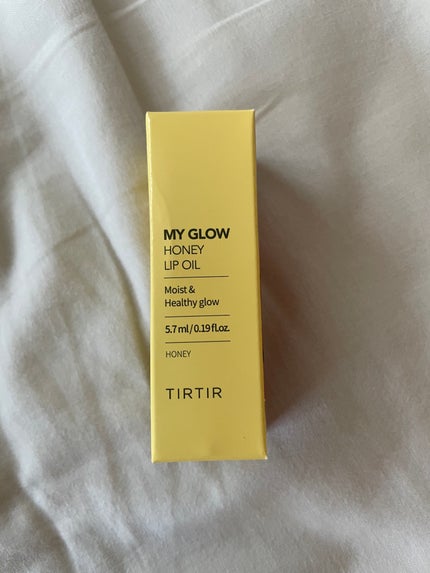 MY GLOW
HONEY
LIP OIL
Moist &
Healthy glow
5.7 ml/0.19 fl.oz.
HONEY
TIRTIR